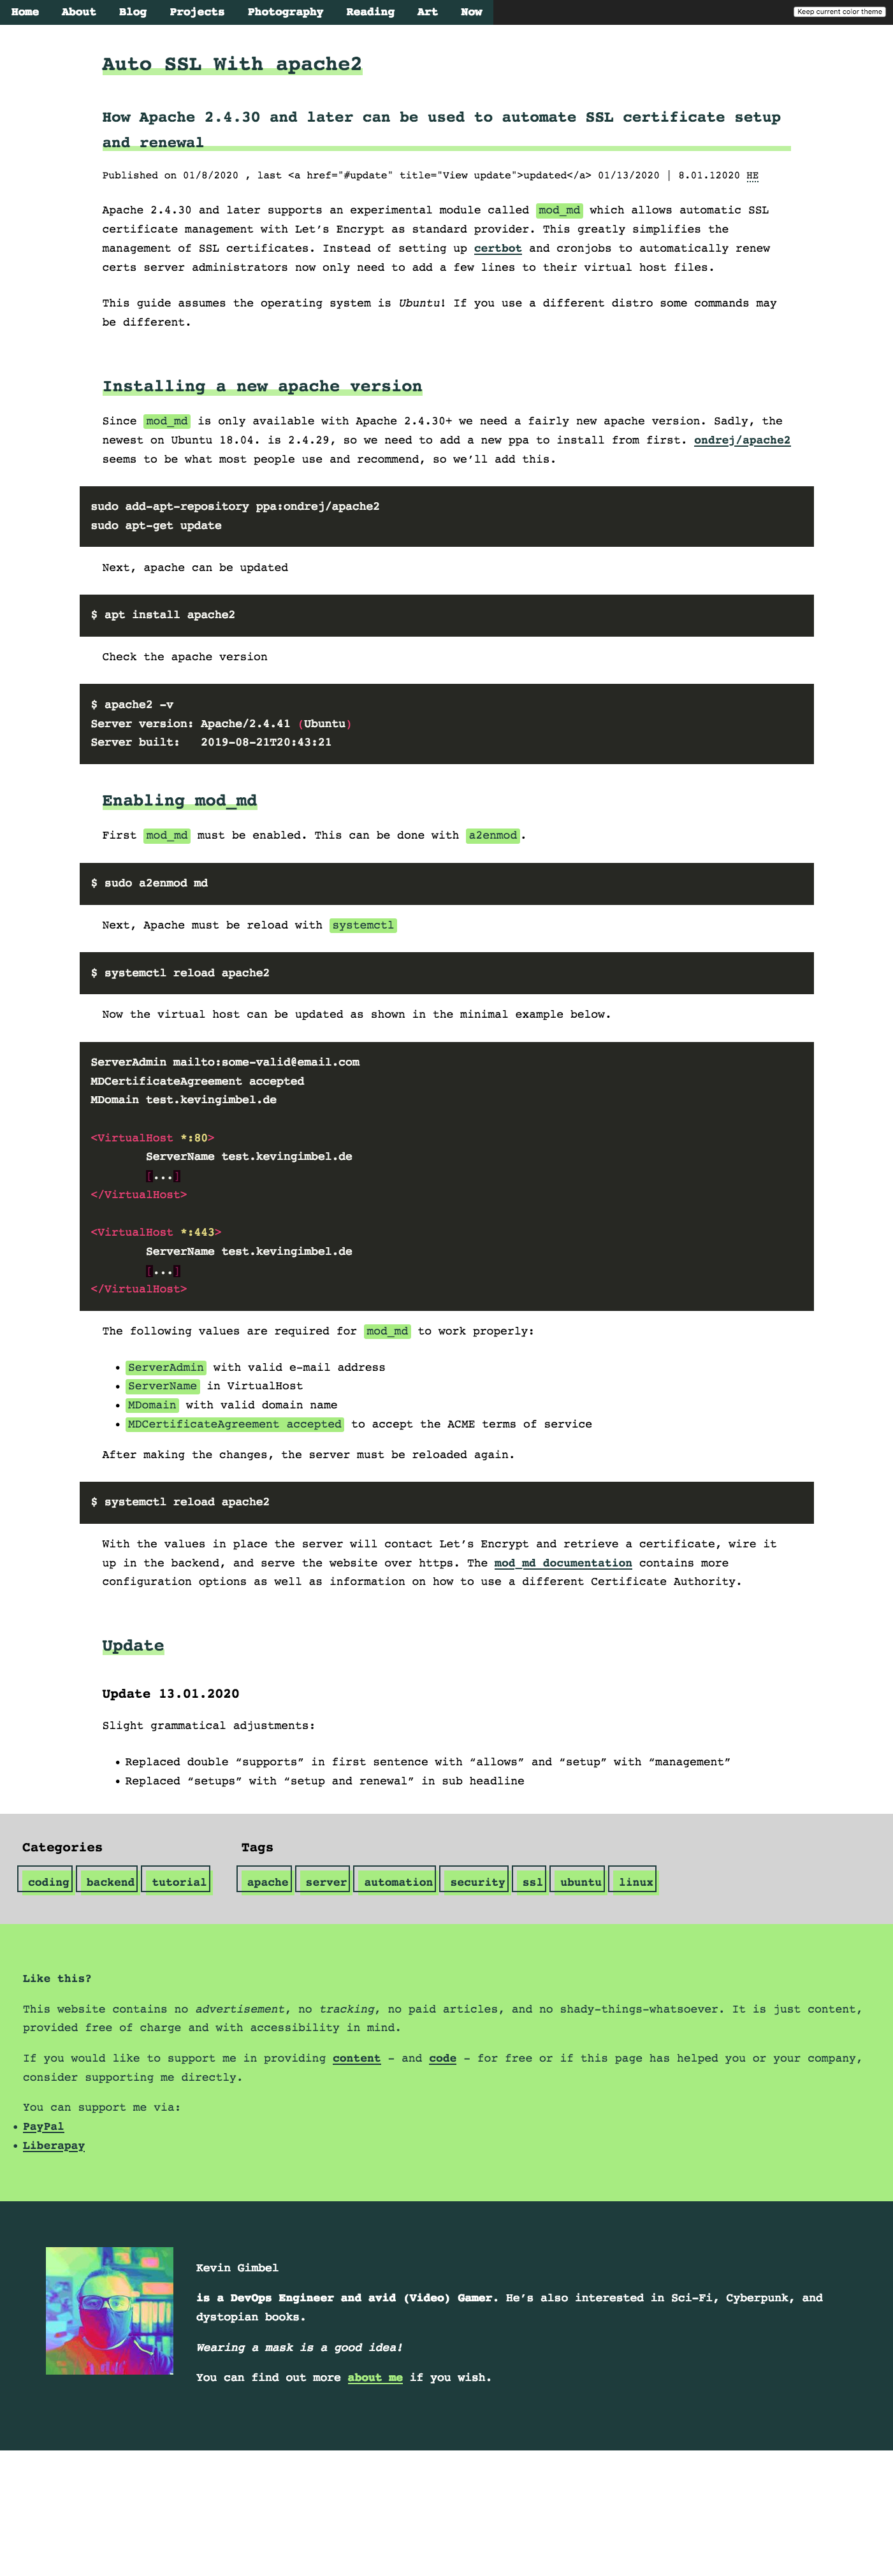 Home About Blog Projects Photography Reading Art Now Keep current color theme
Auto SSL With apache2
How Apache 2.4.30 and later can be used to automate SSL certificate setup
and renewal
Published on 01/8/2020 , last <a href="#update" title="View update">updated</a> 01/13/2020 | 8.01.12020 HE
Apache 2.4.30 and later supports an experimental module called mod_md which allows automatic SSL
certificate management with Let’s Encrypt as standard provider. This greatly simplifies the
management of SSL certificates. Instead of setting up certbot and cronjobs to automatically renew
certs server administrators now only need to add a few lines to their virtual host files.
This guide assumes the operating system is Ubuntu! If you use a different distro some commands may
be different.
Installing a new apache version
Since mod_md is only available with Apache 2.4.30+ we need a fairly new apache version. Sadly, the
newest on Ubuntu 18.04. is 2.4.29, so we need to add a new ppa to install from first. ondrej/apache2
seems to be what most people use and recommend, so we’ll add this.
sudo add-apt-repository ppa:ondrej/apache2
sudo apt-get update
Next, apache can be updated
$ apt install apache2
Check the apache version
$ apache2 -v
Server version: Apache/2.4.41 (Ubuntu)
Server built:   2019-08-21T20:43:21
Enabling mod_md
First mod_md must be enabled. This can be done with a2enmod.
$ sudo a2enmod md
Next, Apache must be reload with systemctl
$ systemctl reload apache2
Now the virtual host can be updated as shown in the minimal example below.
ServerAdmin mailto:some-valid@email.com
MDCertificateAgreement accepted
MDomain test.kevingimbel.de
<VirtualHost *:80>
ServerName test.kevingimbel.de
[...]
</VirtualHost>
<VirtualHost *:443>
ServerName test.kevingimbel.de
[...]
</VirtualHost>
The following values are required for mod_md to work properly:
• ServerAdmin with valid e-mail address
• ServerName in VirtualHost
• MDomain with valid domain name
• MDCertificateAgreement accepted to accept the ACME terms of service
After making the changes, the server must be reloaded again.
$ systemctl reload apache2
With the values in place the server will contact Let’s Encrypt and retrieve a certificate, wire it
up in the backend, and serve the website over https. The mod_md documentation contains more
configuration options as well as information on how to use a different Certificate Authority.
Update
Update 13.01.2020
Slight grammatical adjustments:
• Replaced double “supports” in first sentence with “allows” and “setup” with “management”
• Replaced “setups” with “setup and renewal” in sub headline
Categories
coding backend tutorial
Tags
apache server automation security ssl ubuntu linux
Like this?
This website contains no advertisement, no tracking, no paid articles, and no shady-things-whatsoever. It is just content,
provided free of charge and with accessibility in mind.
If you would like to support me in providing content - and code - for free or if this page has helped you or your company,
consider supporting me directly.
You can support me via:
• PayPal
• Liberapay
Kevin Gimbel
is a DevOps Engineer and avid (Video) Gamer. He’s also interested in Sci-Fi, Cyberpunk, and
dystopian books.
Wearing a mask is a good idea!
You can find out more about me if you wish.